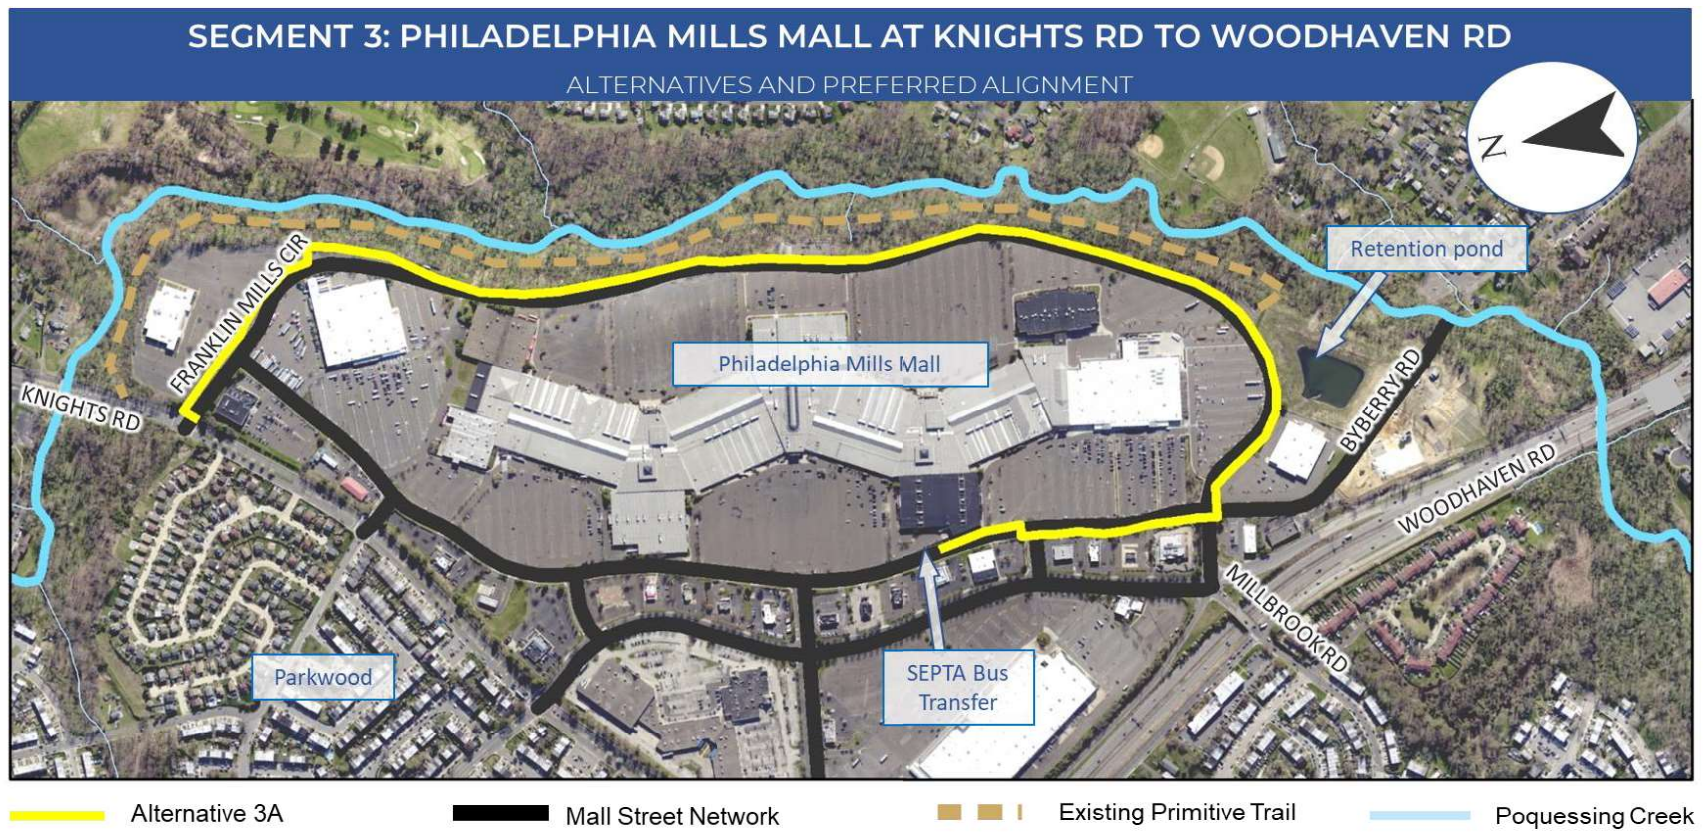 SEGMENT 3: PHILADELPHIA MILLS MALL AT KNIGHTS RD TO WOODHAVEN RD
ALTERNATIVES AND PREFERRED ALIGNMENT
N
Retention pond
FRANKLIN MILLS CIR
Philadelphia Mills Mall
KNIGHTS RD
BYBERRY RD
WOODHAVEN RD
MILLBROOK RD
Parkwood
SEPTA Bus
Transfer
Alternative 3A
Mall Street Network
Existing Primitive Trail
Poquessing Creek